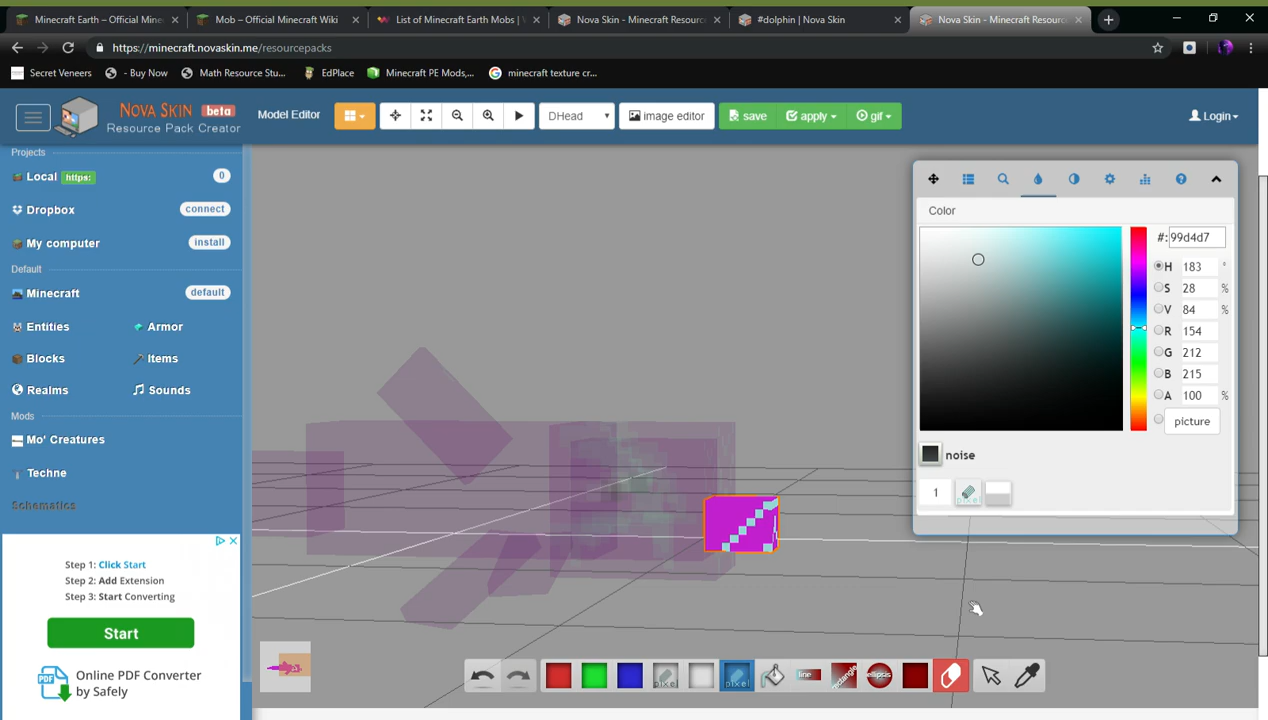 Minecraft Earth – Official Mine
Mob – Official Minecraft Wiki
List of Minecraft Earth Mobs |
Nova Skin - Minecraft Resourc
#dolphin | Nova Skin
Nova Skin - Minecraft Resourc
https://minecraft.novaskin.me/resourcepacks
Secret Veneers
- Buy Now
Math Resource Stu...
EdPlace
Minecraft PE Mods,...
minecraft texture cr...
NOVA SKIN beta
Resource Pack Creator
Model Editor
DHead
image editor
save
apply
gif
Login
Projects
Local https: 0
Dropbox connect
My computer install
Default
Minecraft default
Entities Armor
Blocks Items
Realms Sounds
Mods
Mo' Creatures
Techne
Schematics
Step 1: Click Start
Step 2: Add Extension
Step 3: Start Converting
Start
PDF
Online PDF Converter
by Safely
Color
#: 99d4d7
H 183 °
S 28 %
V 84 %
R 154
G 212
B 215
A 100 %
picture
noise
1 pixel
pixel pixel line rectangle ellipsis